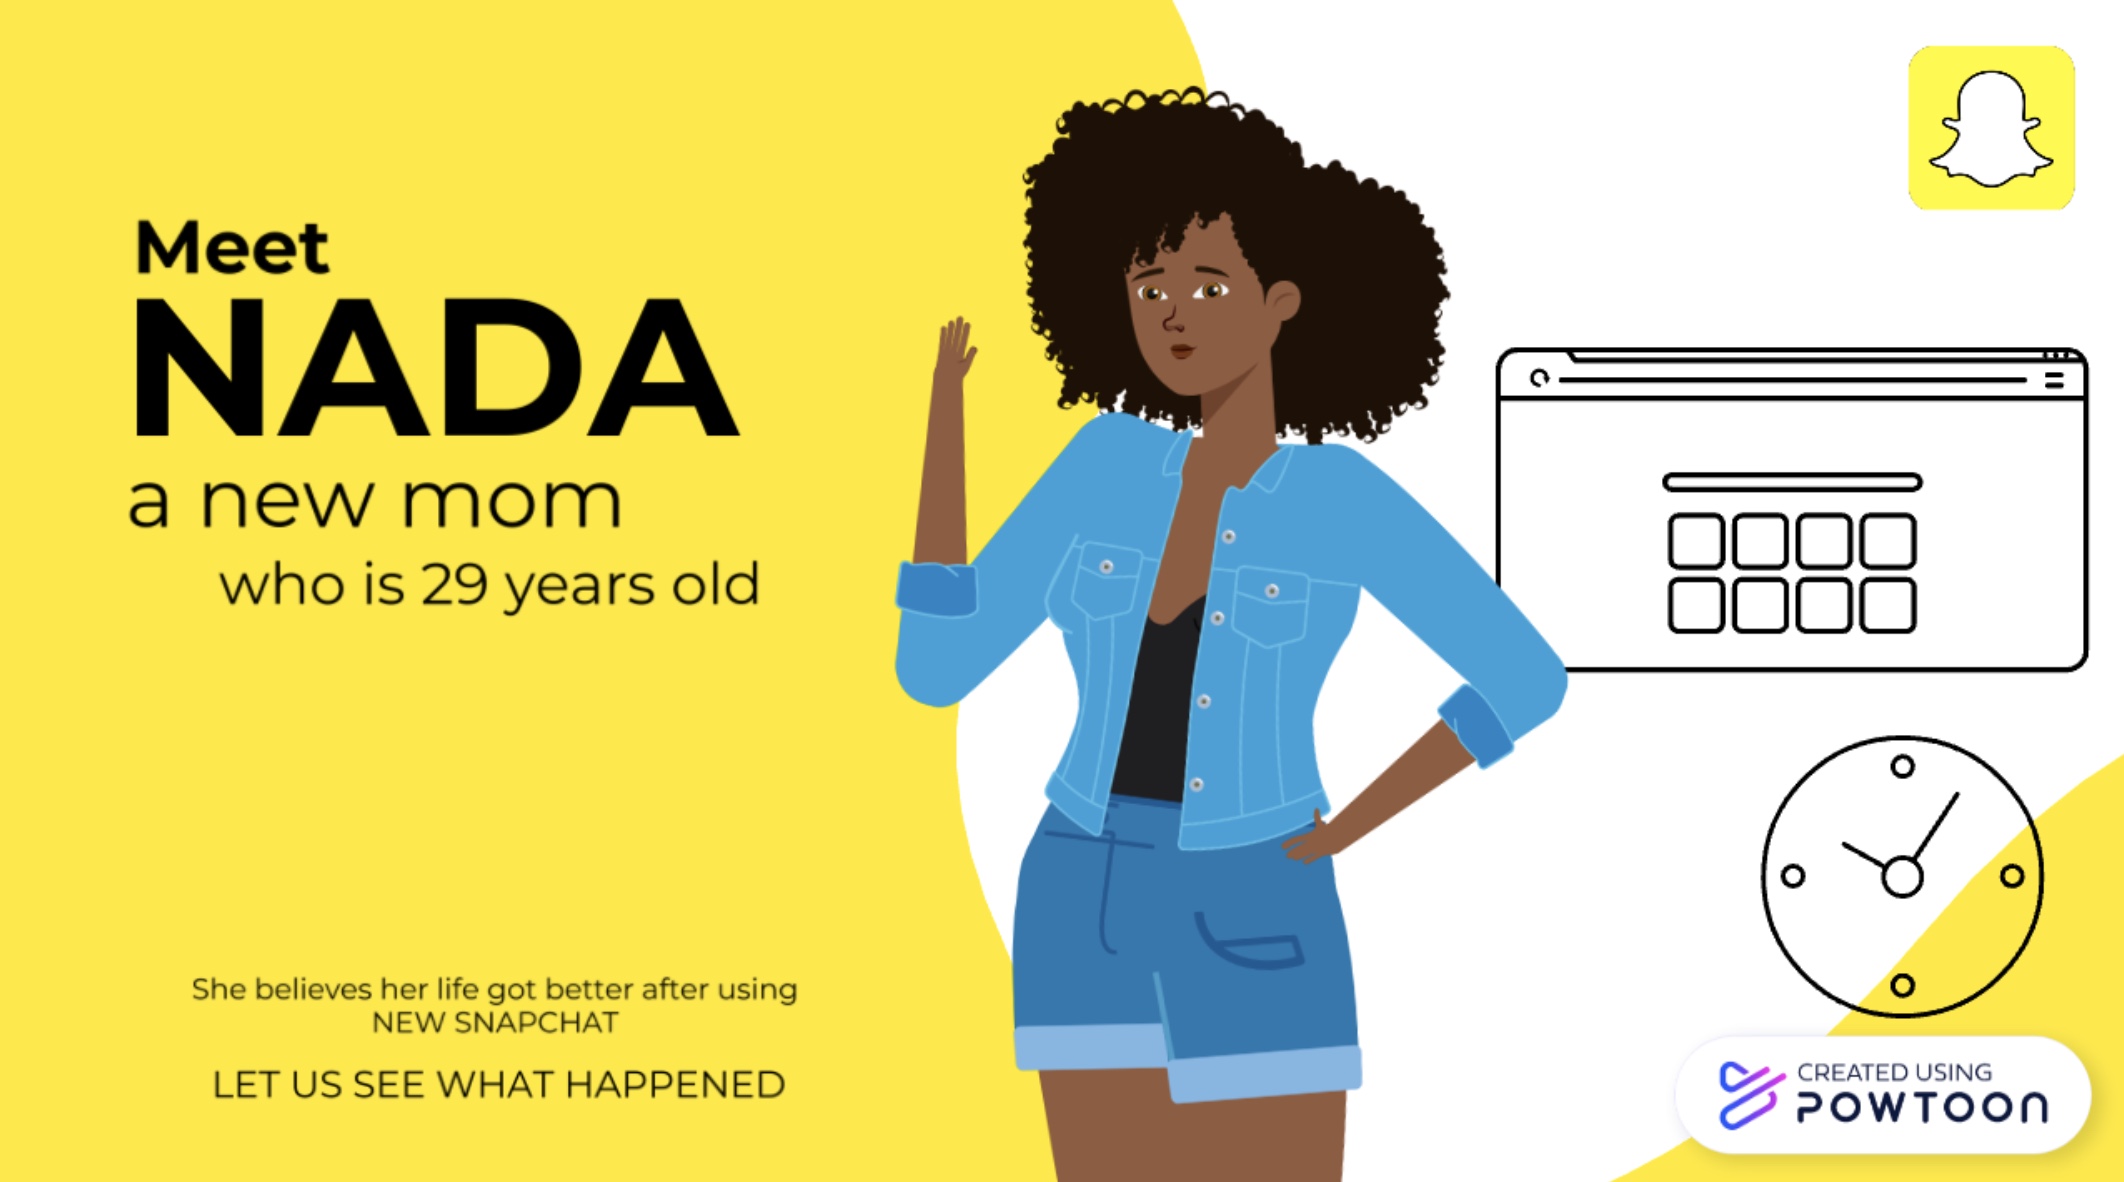 Meet
NADA
a new mom
who is 29 years old
She believes her life got better after using
NEW SNAPCHAT
LET US SEE WHAT HAPPENED
CREATED USING
POWTOON